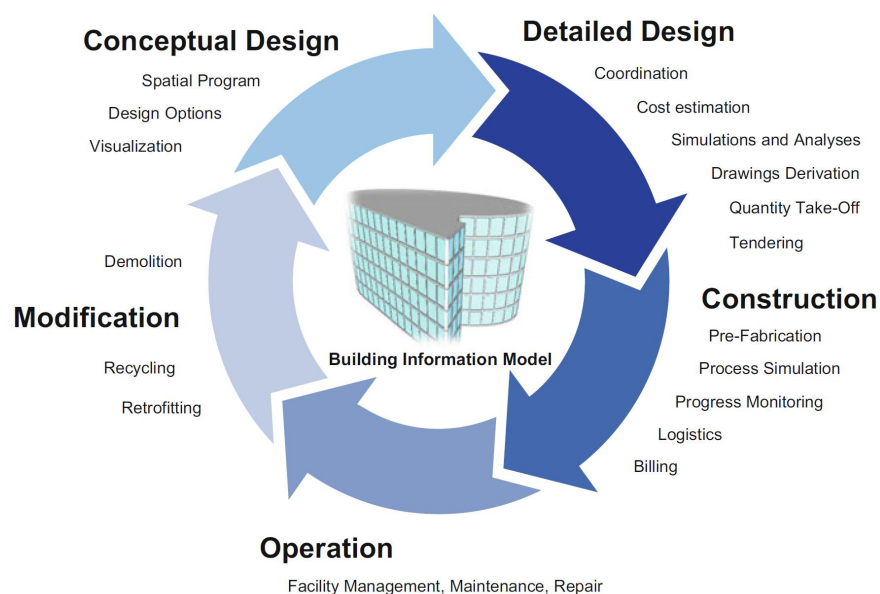 Conceptual Design
Spatial Program
Design Options
Visualization
Detailed Design
Coordination
Cost estimation
Simulations and Analyses
Drawings Derivation
Quantity Take-Off
Tendering
Construction
Pre-Fabrication
Process Simulation
Progress Monitoring
Logistics
Billing
Operation
Facility Management, Maintenance, Repair
Demolition
Modification
Recycling
Retrofitting
Building Information Model